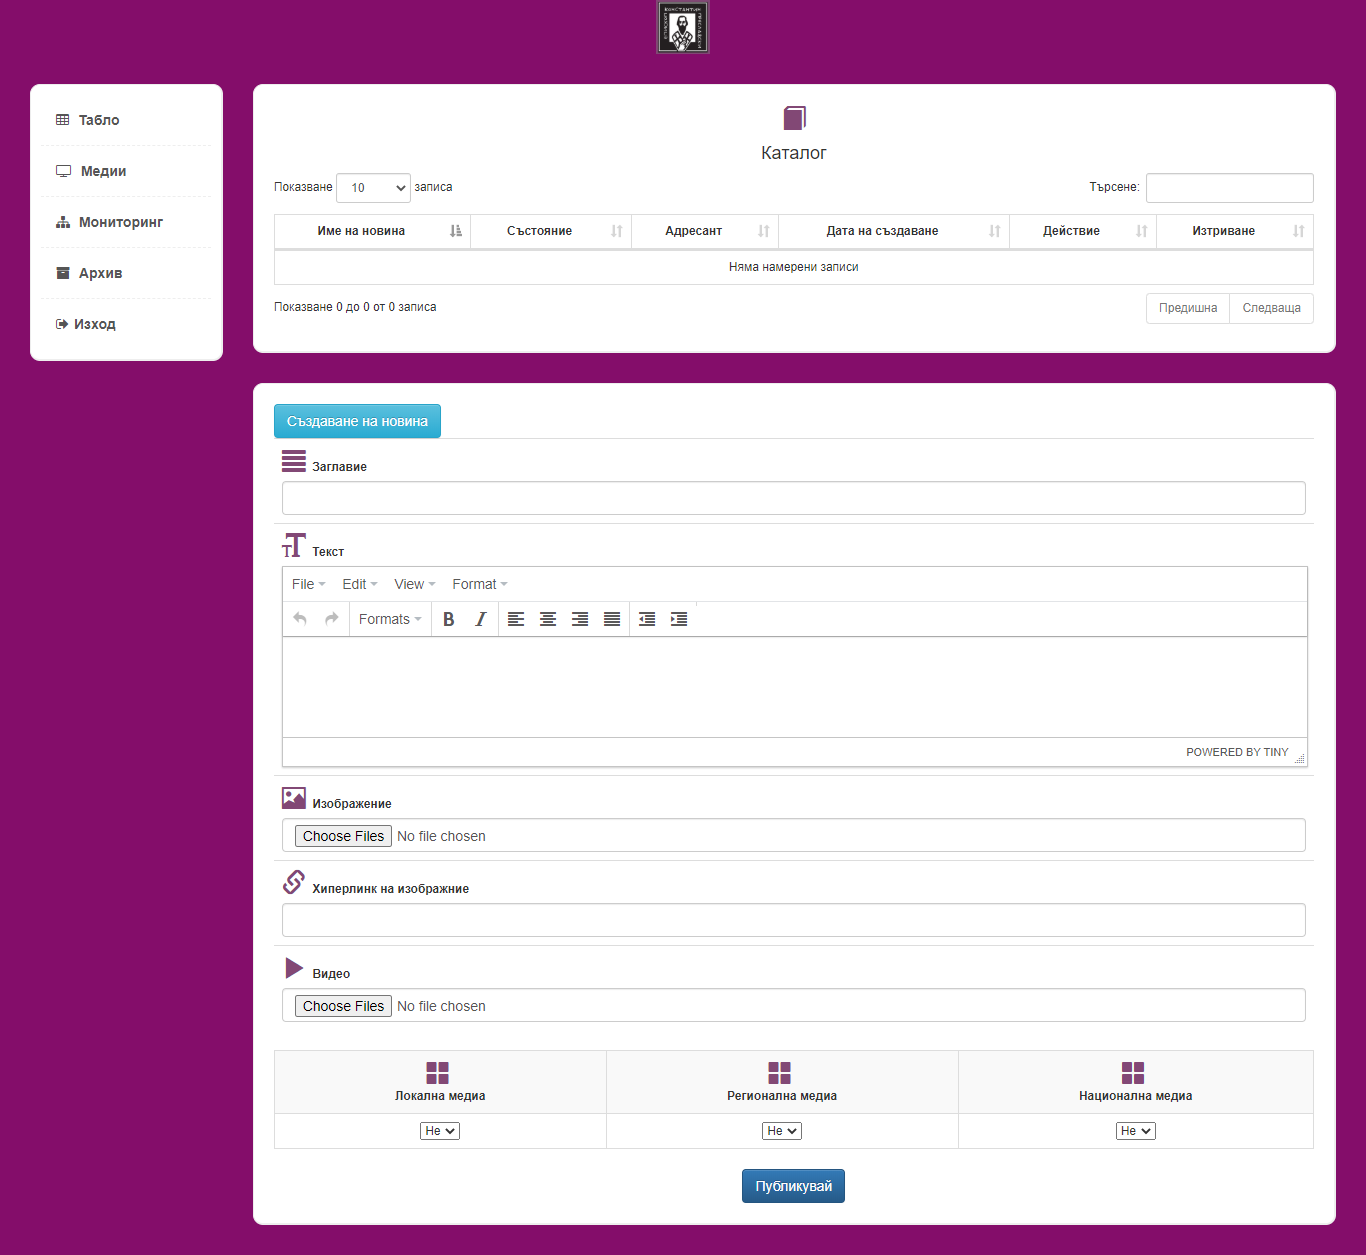 КОНСТАНТИН
Табло
Медии
Мониторинг
Архив
Изход
Каталог
Показване 10 записа
Търсене:
Име на новина Състояние Адресант Дата на създаване Действие Изтриване
Няма намерени записи
Показване 0 до 0 от 0 записа
Предишна Следваща
Създаване на новина
Заглавие
Текст
File Edit View Format
Formats B I
POWERED BY TINY
Изображение
Choose Files No file chosen
Хиперлинк на изображние
Видео
Choose Files No file chosen
Локална медиа Регионална медиа Национална медиа
Не Не Не
Публикувай